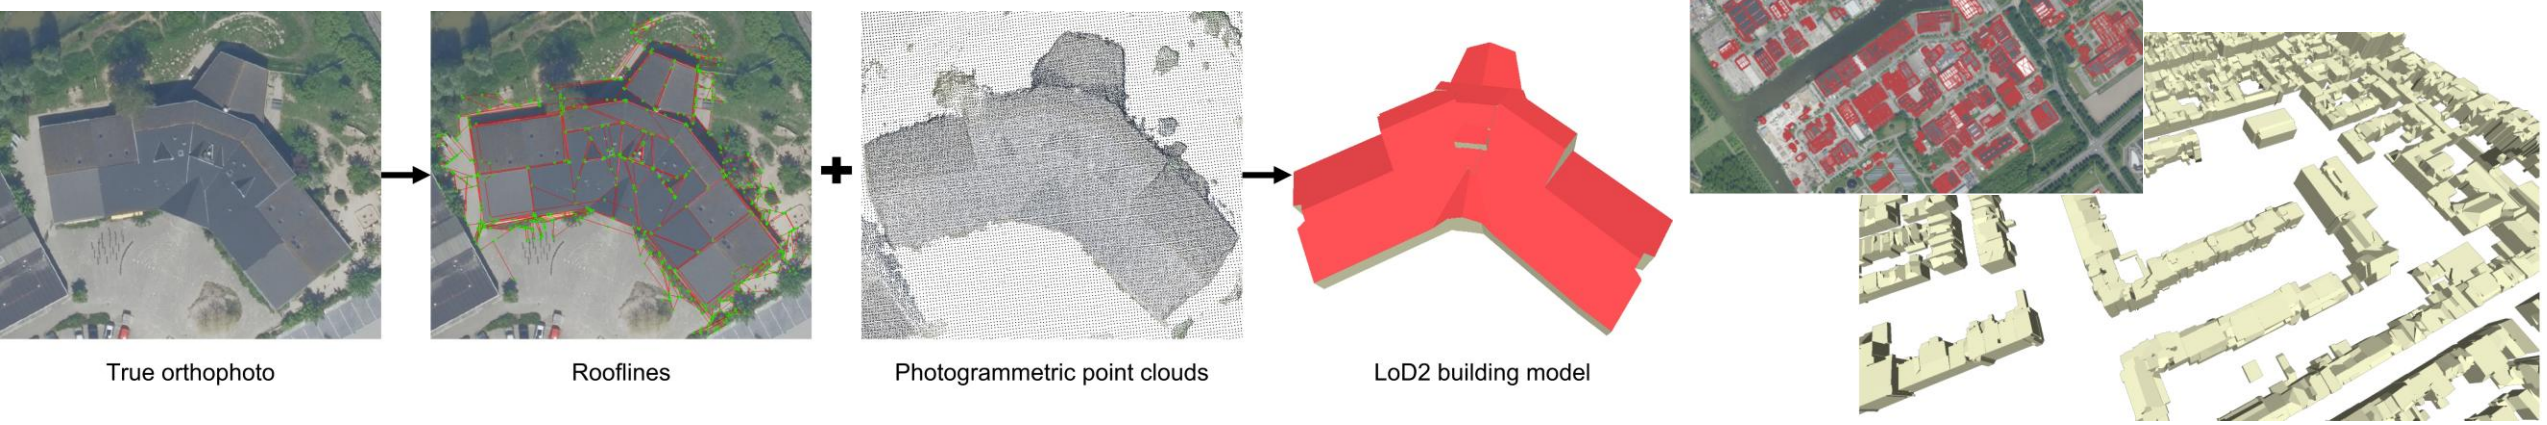 True orthophoto
Rooflines
Photogrammetric point clouds
LoD2 building model